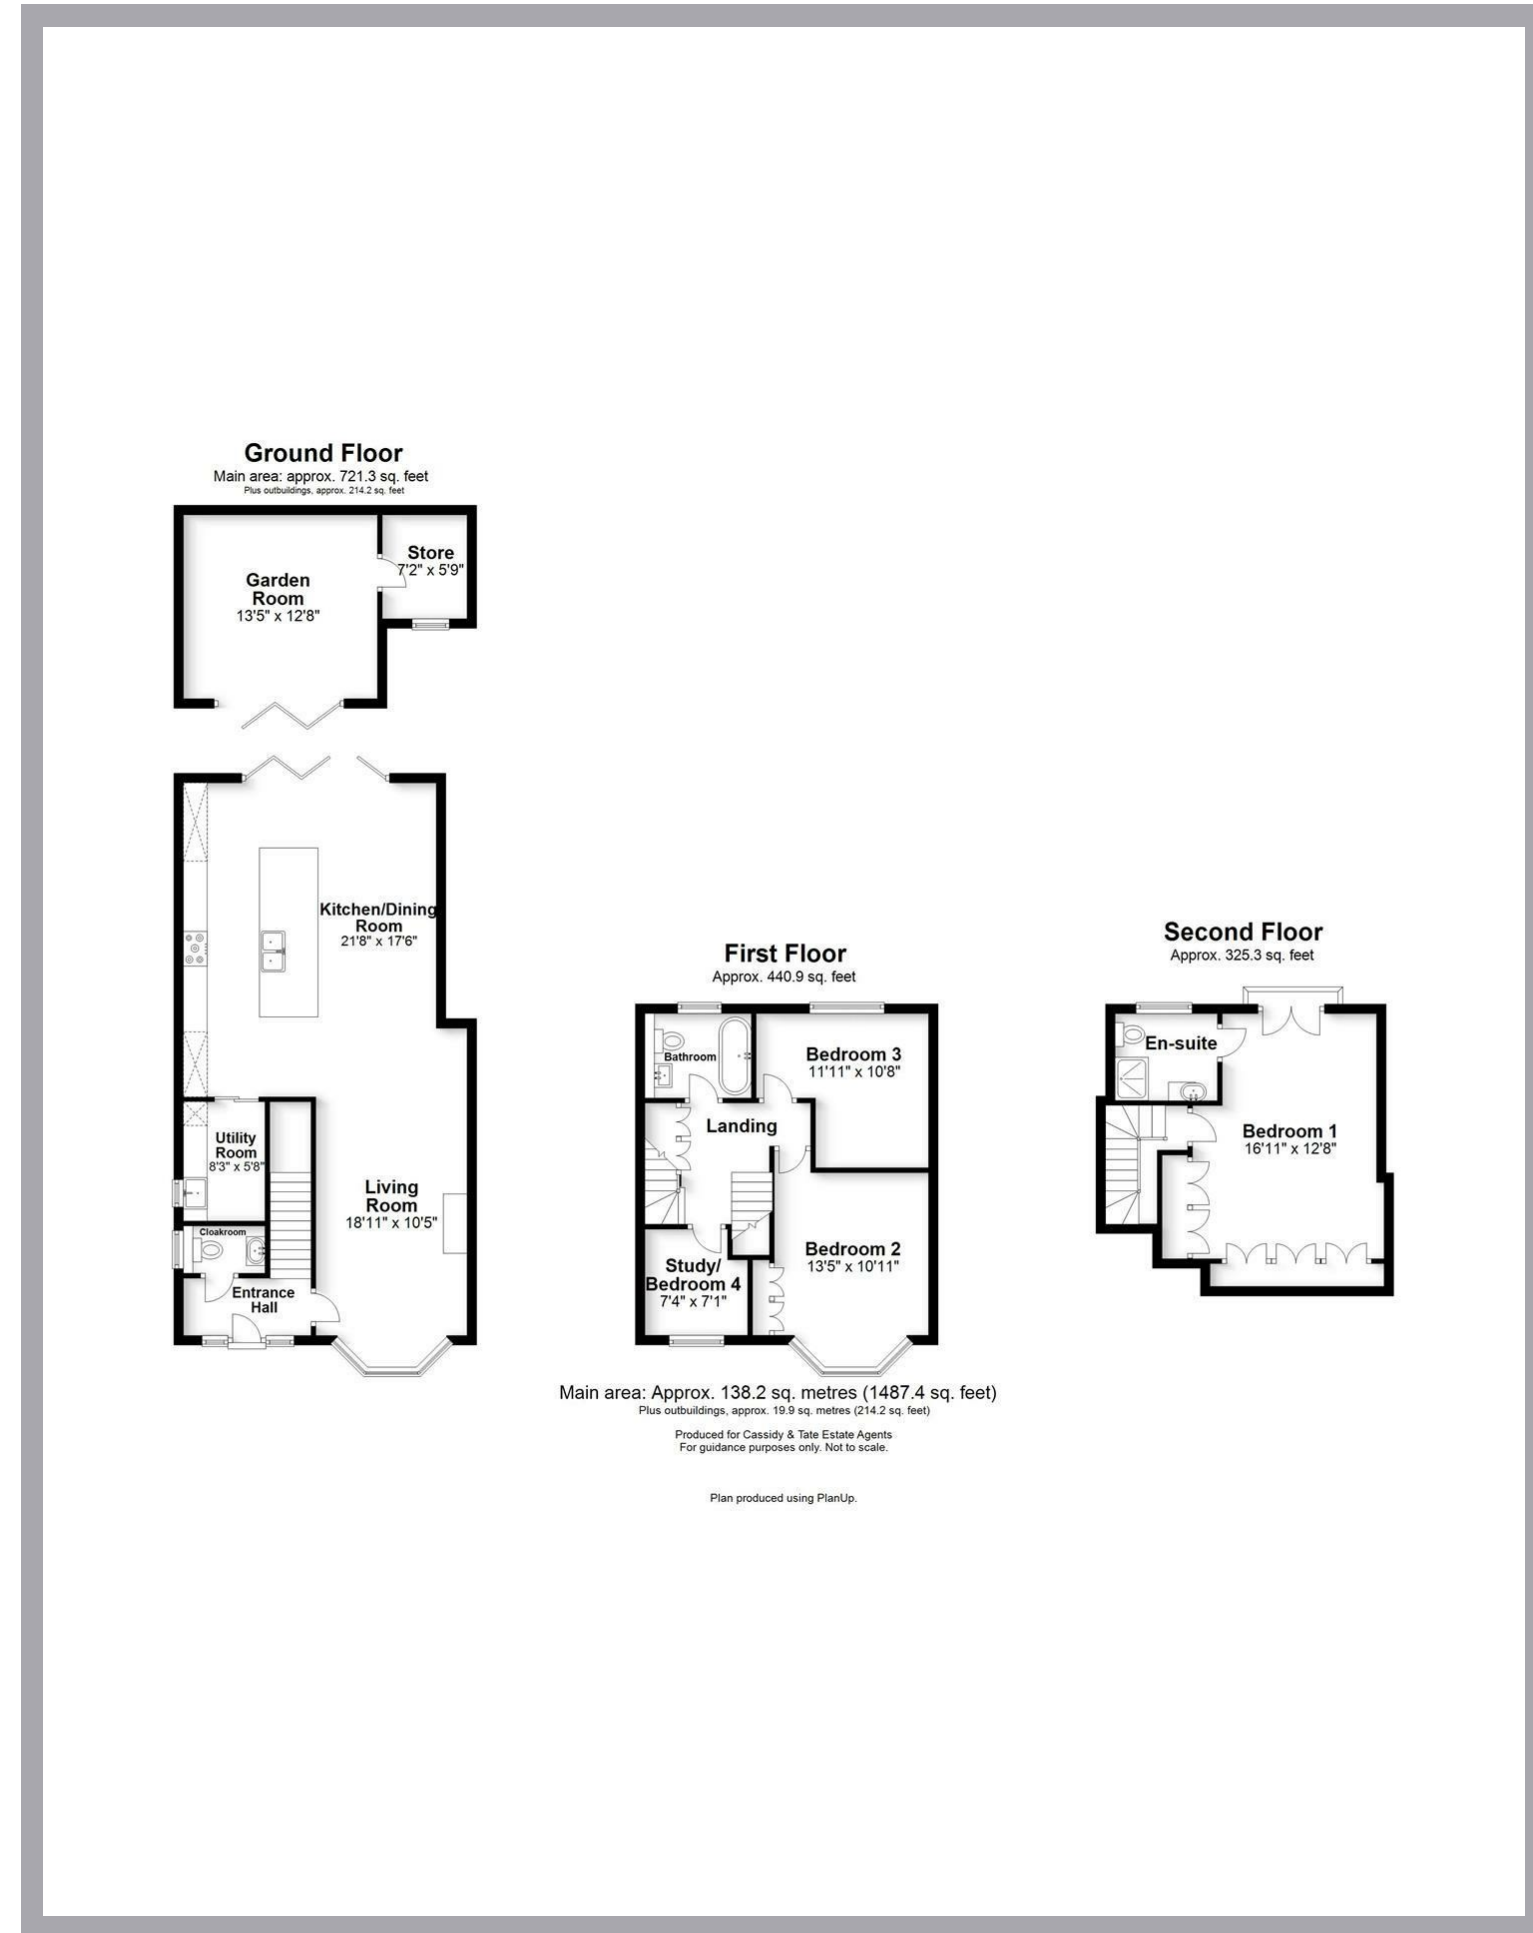 Ground Floor
Main area: approx. 721.3 sq. feet
Plus outbuildings, approx. 214.2 sq. feet
Store
7'2" x 5'9"
Garden
Room
13'5" x 12'8"
Kitchen/Dining
Room
21'8" x 17'6"
Utility
Room
8'3" x 5'8"
Living
Room
18'11" x 10'5"
Cloakroom
Entrance
Hall
First Floor
Approx. 440.9 sq. feet
Bathroom
Bedroom 3
11'11" x 10'8"
Landing
Bedroom 2
13'5" x 10'11"
Study/
Bedroom 4
7'4" x 7'1"
Second Floor
Approx. 325.3 sq. feet
En-suite
Bedroom 1
16'11" x 12'8"
Main area: Approx. 138.2 sq. metres (1487.4 sq. feet)
Plus outbuildings, approx. 19.9 sq. metres (214.2 sq. feet)
Produced for Cassidy & Tate Estate Agents
For guidance purposes only. Not to scale.
Plan produced using PlanUp.